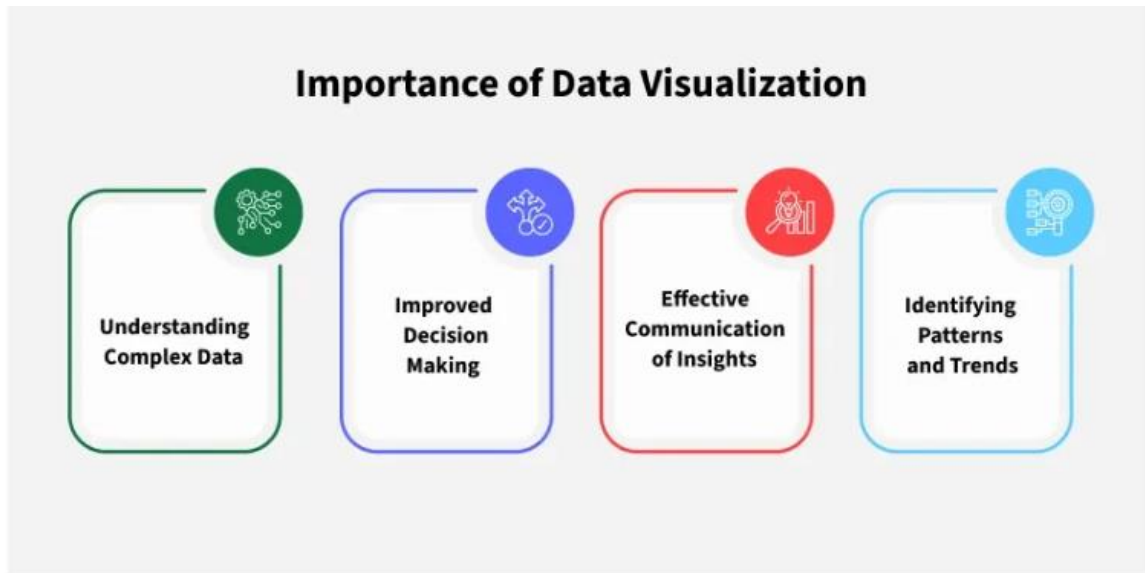 Importance of Data Visualization
Understanding
Complex Data
Improved
Decision
Making
Effective
Communication
of Insights
Identifying
Patterns
and Trends